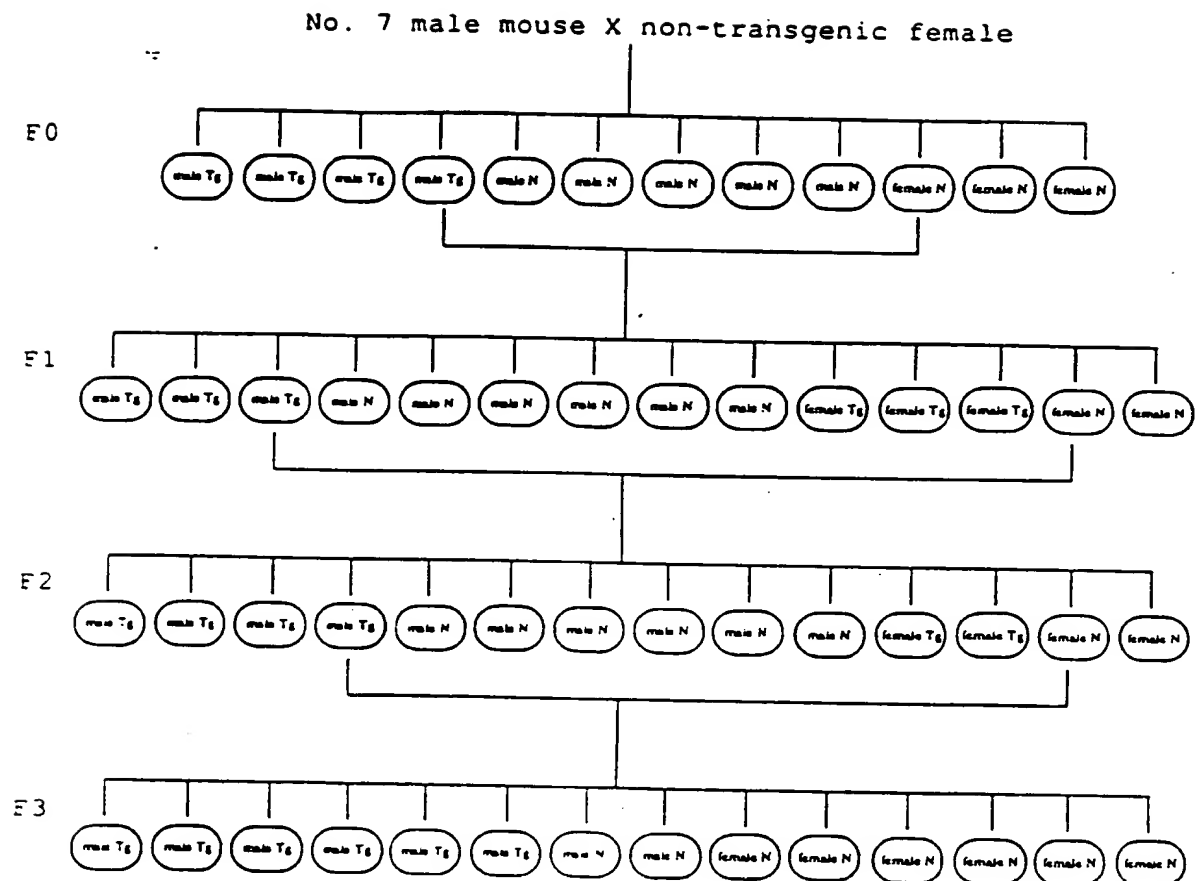 No. 7 male mouse X non-transgenic female
F0
male Tg male Tg male Tg male Tg male N male N male N male N male N female N female N female N
F1
male Tg male Tg male Tg male N male N male N male N male N male N female Tg female Tg female Tg female N female N
F2
male Tg male Tg male Tg male Tg male N male N male N male N male N male N female Tg female Tg female N female N
F3
male Tg male Tg male Tg male Tg male Tg male Tg male N male N female N female N female N female N female N female N